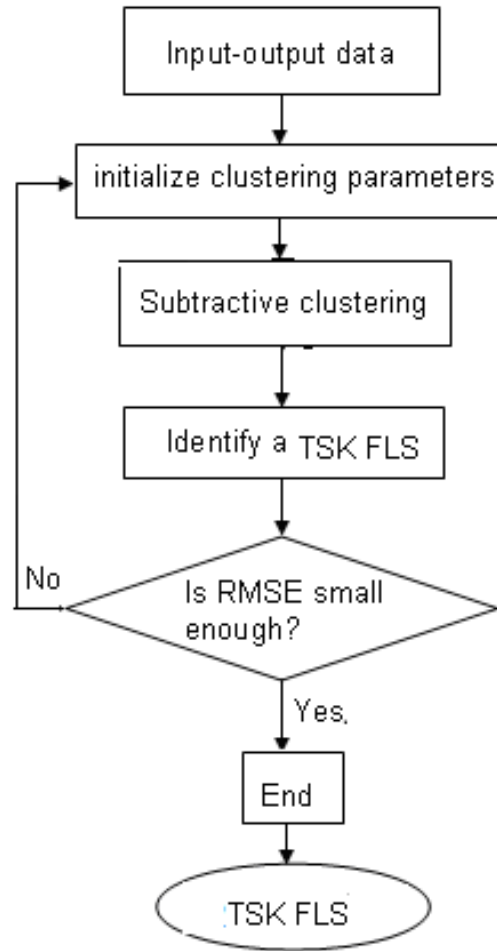 Input-output data
initialize clustering parameters
Subtractive clustering
Identify a TSK FLS
No
Is RMSE small
enough?
Yes.
End
TSK FLS